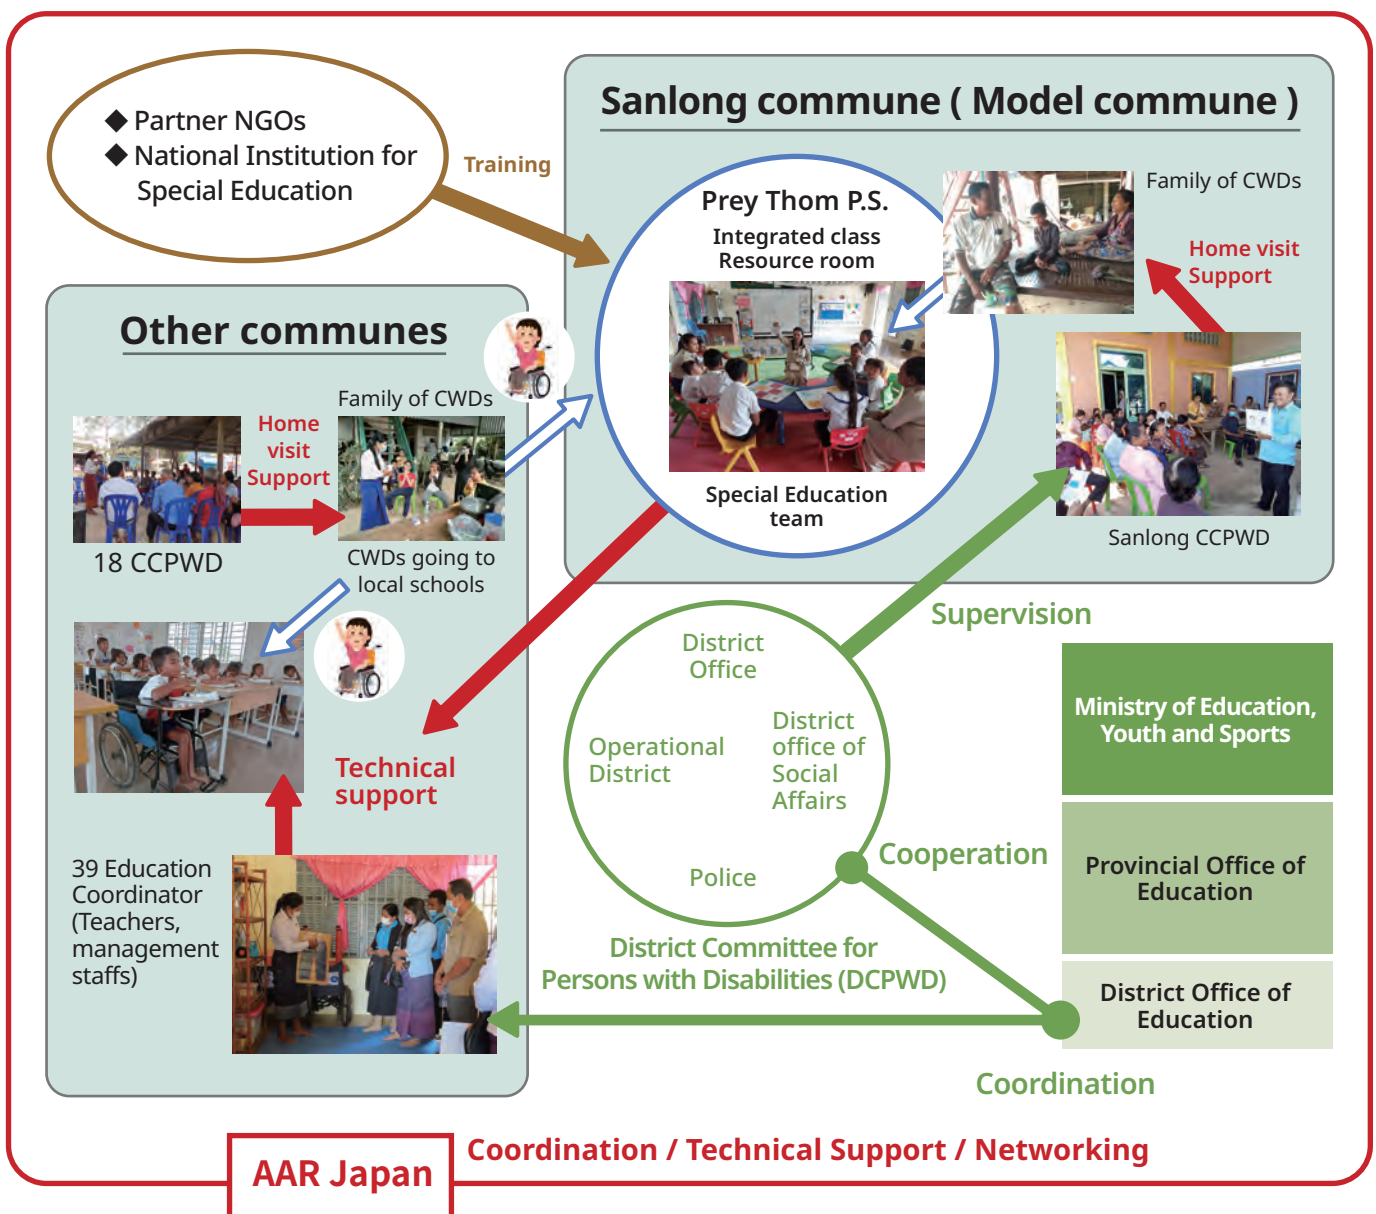 ◆ Partner NGOs
◆ National Institution for
Special Education
Training
Sanlong commune ( Model commune )
Prey Thom P.S.
Integrated class
Resource room
Special Education
team
Family of CWDs
Home visit
Support
Sanlong CCPWD
Other communes
Family of CWDs
Home
visit
Support
18 CCPWD
CWDs going to
local schools
Technical
support
39 Education
Coordinator
(Teachers,
management
staffs)
Supervision
District
Office
Operational
District
District
office of
Social
Affairs
Police
Cooperation
District Committee for
Persons with Disabilities (DCPWD)
Ministry of Education,
Youth and Sports
Provincial Office of
Education
District Office of
Education
Coordination
AAR Japan
Coordination / Technical Support / Networking